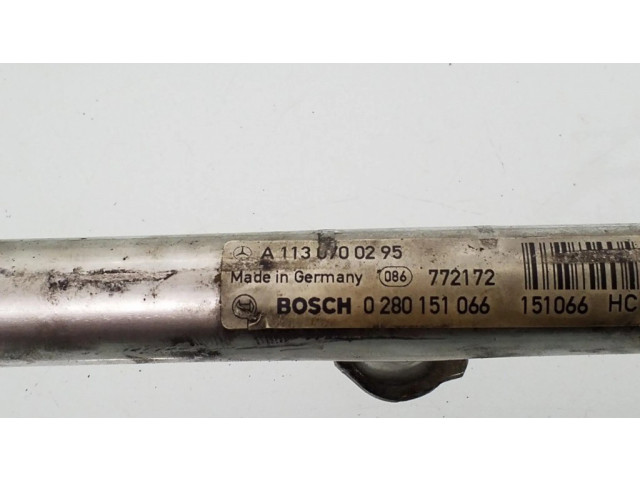 A 113 070 02 95
Made in Germany 086 772172
BOSCH 0 280 151 066 151066 HC